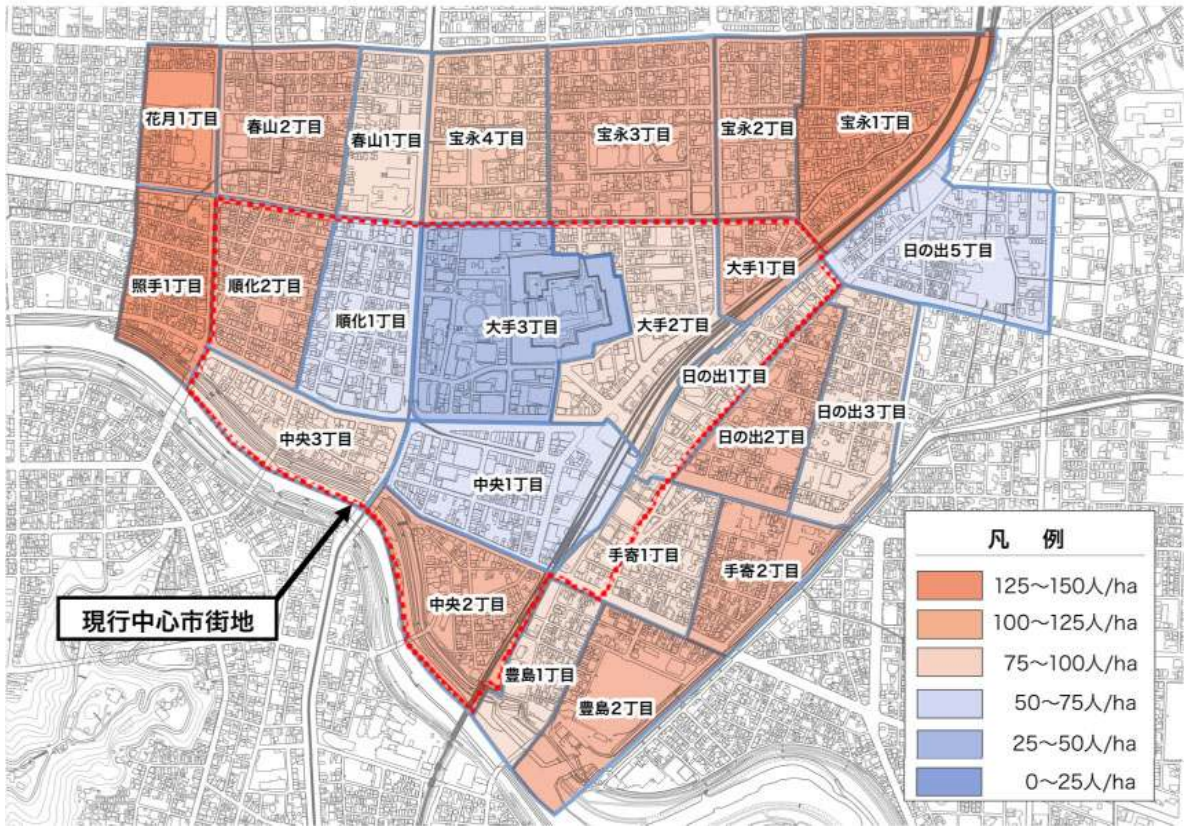 花月1丁目
春山2丁目
春山1丁目
宝永4丁目
宝永3丁目
宝永2丁目
宝永1丁目
日の出5丁目
照手1丁目
順化2丁目
順化1丁目
大手3丁目
大手2丁目
大手1丁目
日の出1丁目
日の出2丁目
日の出3丁目
中央3丁目
中央1丁目
手寄1丁目
手寄2丁目
中央2丁目
豊島1丁目
豊島2丁目
現行中心市街地
凡 例
125～150人/ha
100～125人/ha
75～100人/ha
50～75人/ha
25～50人/ha
0～25人/ha